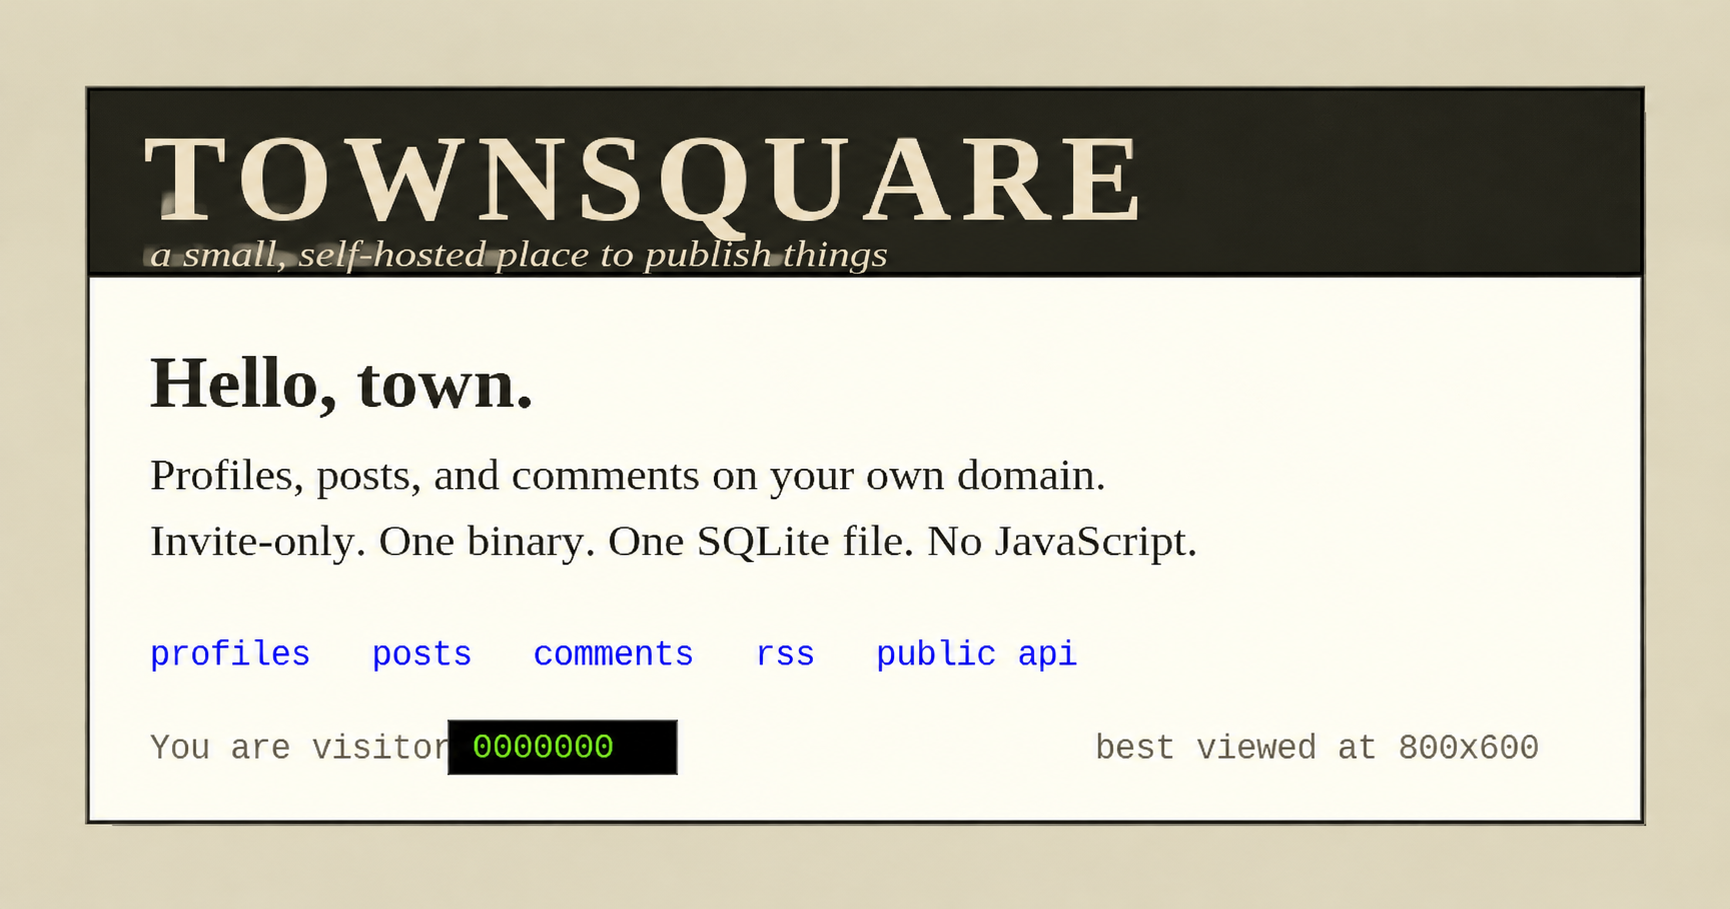 TOWNSQUARE
a small, self-hosted place to publish things
Hello, town.
Profiles, posts, and comments on your own domain.
Invite-only. One binary. One SQLite file. No JavaScript.
profiles posts comments rss public api
You are visitor 0000000 best viewed at 800x600